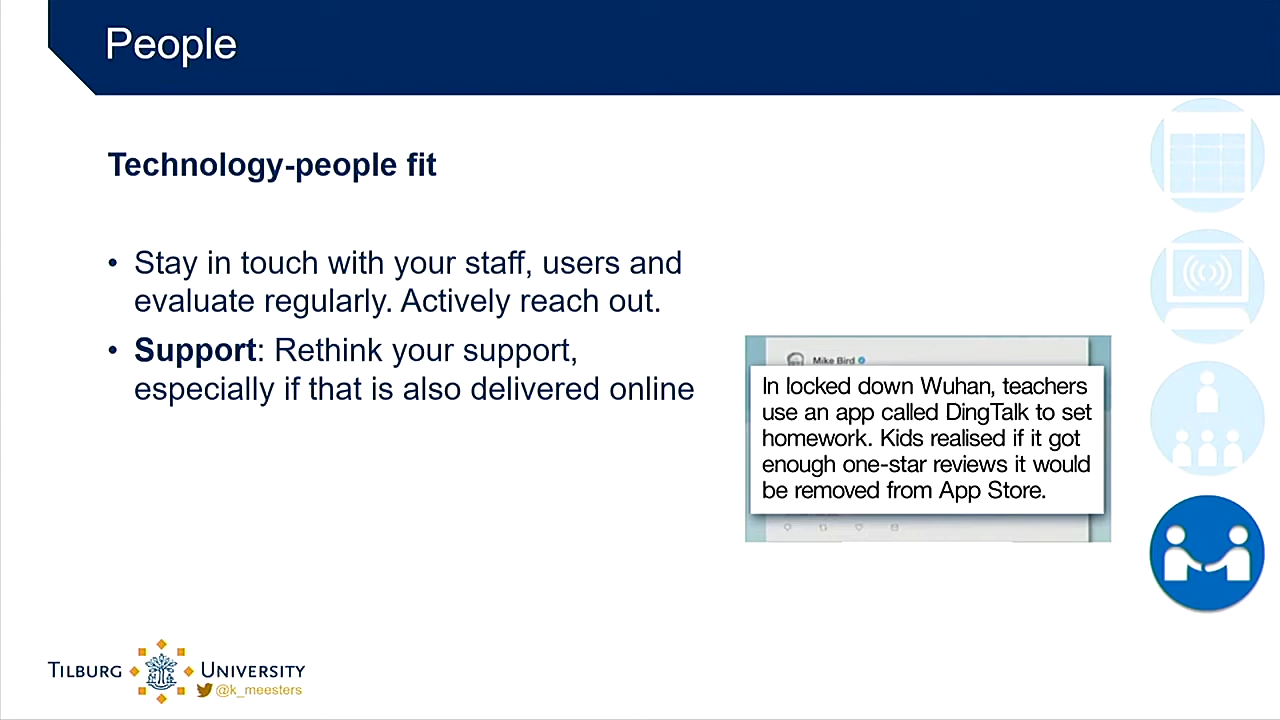 People
Technology-people fit
• Stay in touch with your staff, users and
evaluate regularly. Actively reach out.
• Support: Rethink your support,
especially if that is also delivered online
Mike Bird
In locked down Wuhan, teachers
use an app called DingTalk to set
homework. Kids realised if it got
enough one-star reviews it would
be removed from App Store.
TILBURG UNIVERSITY
@k_meesters